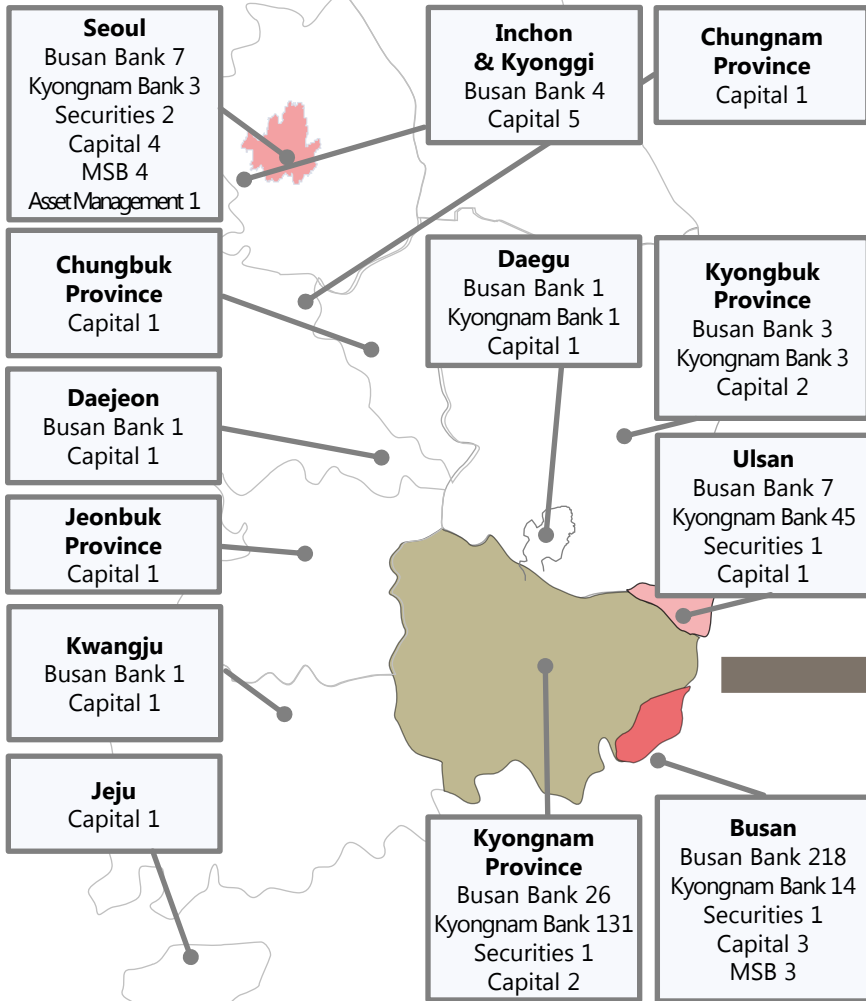 Seoul
Busan Bank 7
Kyongnam Bank 3
Securities 2
Capital 4
MSB 4
Asset Management 1
Inchon
& Kyonggi
Busan Bank 4
Capital 5
Chungnam
Province
Capital 1
Chungbuk
Province
Capital 1
Daegu
Busan Bank 1
Kyongnam Bank 1
Capital 1
Kyongbuk
Province
Busan Bank 3
Kyongnam Bank 3
Capital 2
Daejeon
Busan Bank 1
Capital 1
Ulsan
Busan Bank 7
Kyongnam Bank 45
Securities 1
Capital 1
Jeonbuk
Province
Capital 1
Kwangju
Busan Bank 1
Capital 1
Jeju
Capital 1
Kyongnam
Province
Busan Bank 26
Kyongnam Bank 131
Securities 1
Capital 2
Busan
Busan Bank 218
Kyongnam Bank 14
Securities 1
Capital 3
MSB 3